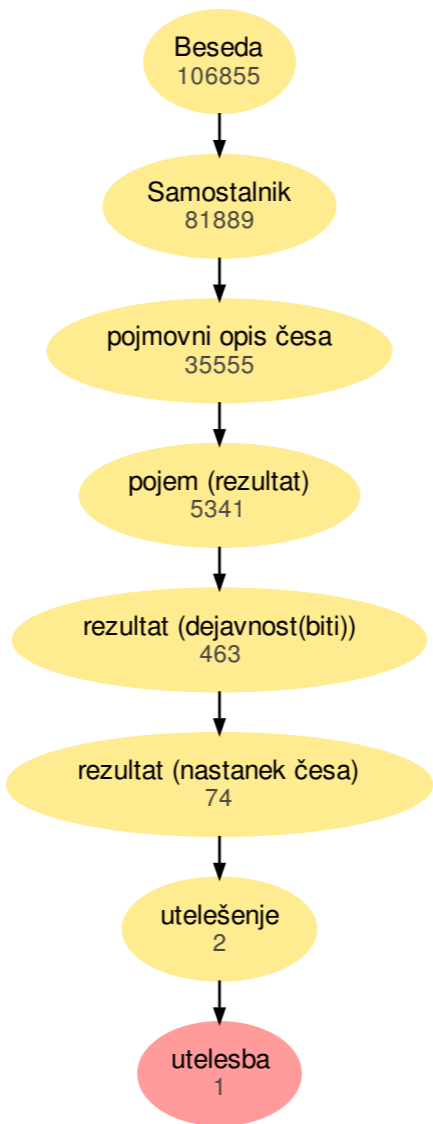 Beseda
106855
Samostalnik
81889
pojmovni opis česa
35555
pojem (rezultat)
5341
rezultat (dejavnost(biti))
463
rezultat (nastanek česa)
74
utelešenje
2
utelesba
1